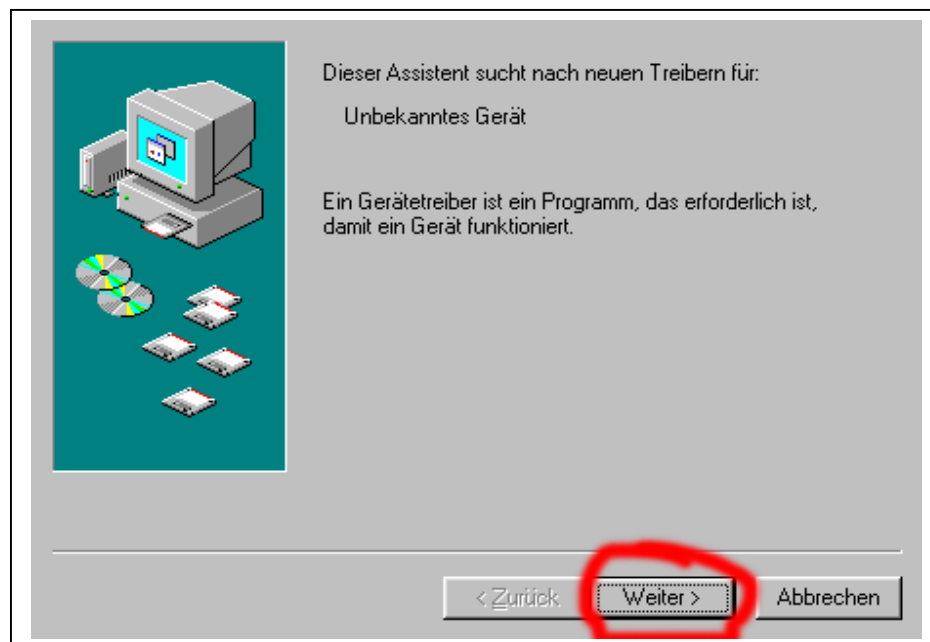 Dieser Assistent sucht nach neuen Treibern für:
Unbekanntes Gerät
Ein Gerätetreiber ist ein Programm, das erforderlich ist,
damit ein Gerät funktioniert.
< Zurück
Weiter >
Abbrechen